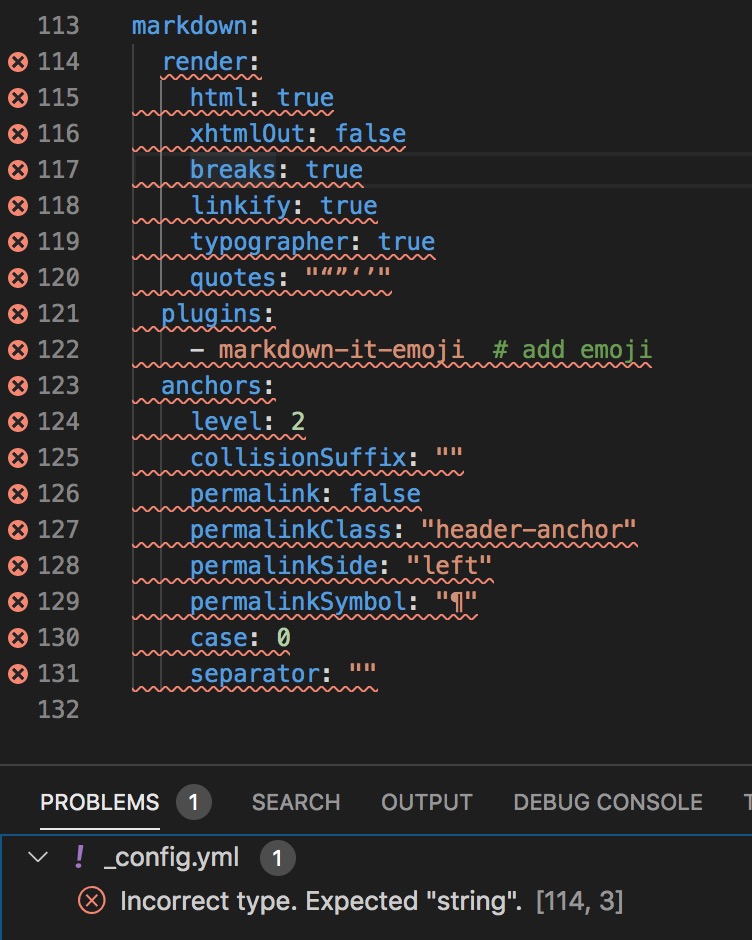 113 markdown:
114 render:
115 html: true
116 xhtmlOut: false
117 breaks: true
118 linkify: true
119 typographer: true
120 quotes: "“”‘’"
121 plugins:
122 - markdown-it-emoji # add emoji
123 anchors:
124 level: 2
125 collisionSuffix: ""
126 permalink: false
127 permalinkClass: "header-anchor"
128 permalinkSide: "left"
129 permalinkSymbol: "¶"
130 case: 0
131 separator: ""
132
PROBLEMS 1 SEARCH OUTPUT DEBUG CONSOLE
! _config.yml 1
Incorrect type. Expected "string". [114, 3]